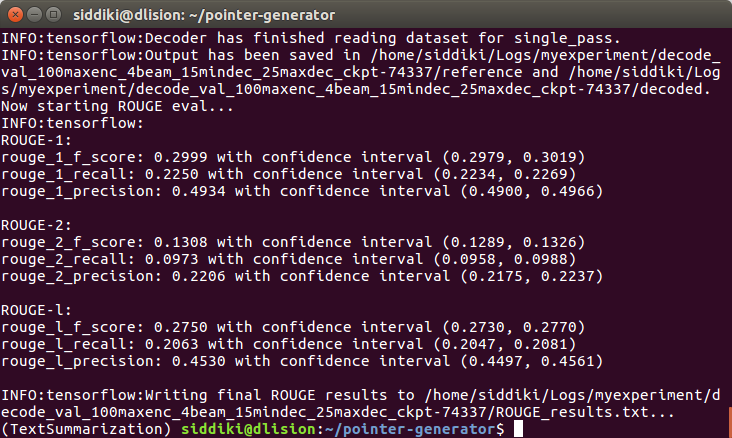 siddiki@dlision: ~/pointer-generator
INFO:tensorflow:Decoder has finished reading dataset for single_pass.
INFO:tensorflow:Output has been saved in /home/siddiki/Logs/myexperiment/decode_
val_100maxenc_4beam_15mindec_25maxdec_ckpt-74337/reference and /home/siddiki/Log
s/myexperiment/decode_val_100maxenc_4beam_15mindec_25maxdec_ckpt-74337/decoded.
Now starting ROUGE eval...
INFO:tensorflow:
ROUGE-1:
rouge_1_f_score: 0.2999 with confidence interval (0.2979, 0.3019)
rouge_1_recall: 0.2250 with confidence interval (0.2234, 0.2269)
rouge_1_precision: 0.4934 with confidence interval (0.4900, 0.4966)

ROUGE-2:
rouge_2_f_score: 0.1308 with confidence interval (0.1289, 0.1326)
rouge_2_recall: 0.0973 with confidence interval (0.0958, 0.0988)
rouge_2_precision: 0.2206 with confidence interval (0.2175, 0.2237)

ROUGE-l:
rouge_l_f_score: 0.2750 with confidence interval (0.2730, 0.2770)
rouge_l_recall: 0.2063 with confidence interval (0.2047, 0.2081)
rouge_l_precision: 0.4530 with confidence interval (0.4497, 0.4561)

INFO:tensorflow:Writing final ROUGE results to /home/siddiki/Logs/myexperiment/d
ecode_val_100maxenc_4beam_15mindec_25maxdec_ckpt-74337/ROUGE_results.txt...
(TextSummarization) siddiki@dlision:~/pointer-generator$